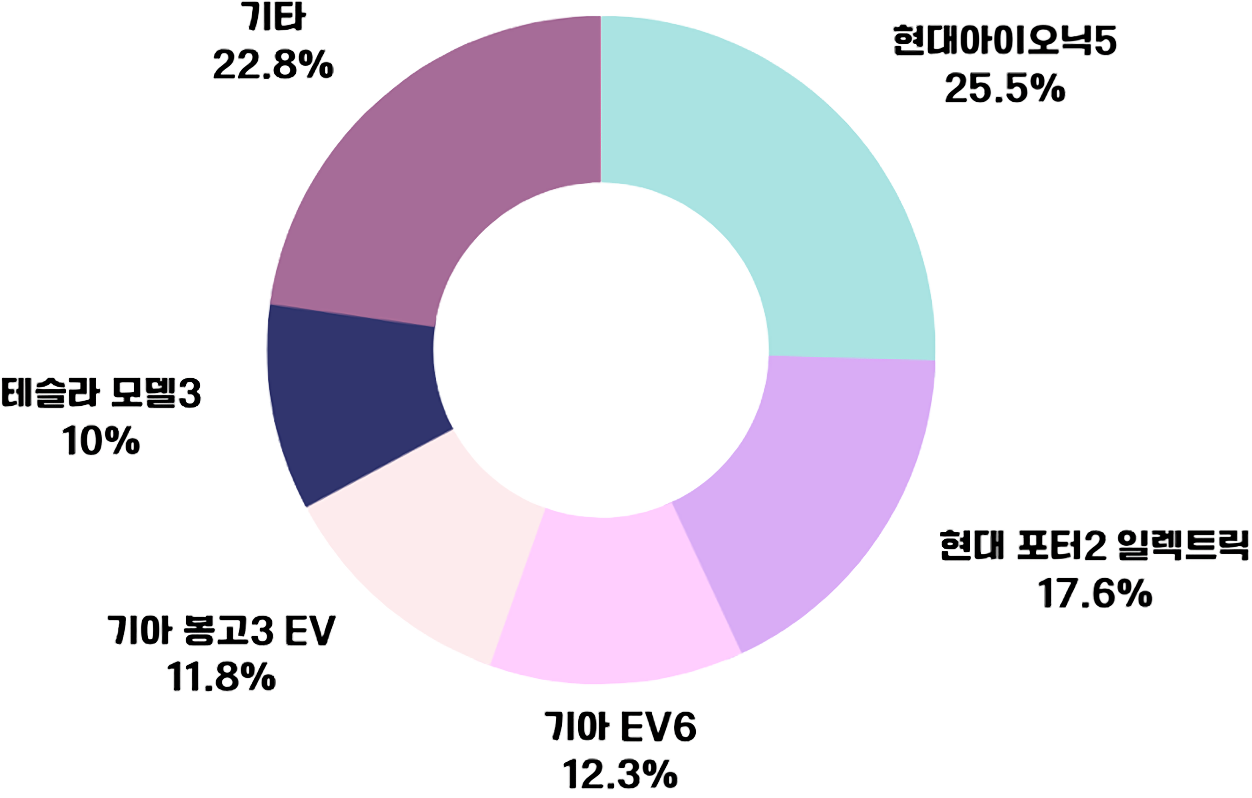 기타
22.8%
현대아이오닉5
25.5%
테슬라 모델3
10%
현대 포터2 일렉트릭
17.6%
기아 봉고3 EV
11.8%
기아 EV6
12.3%